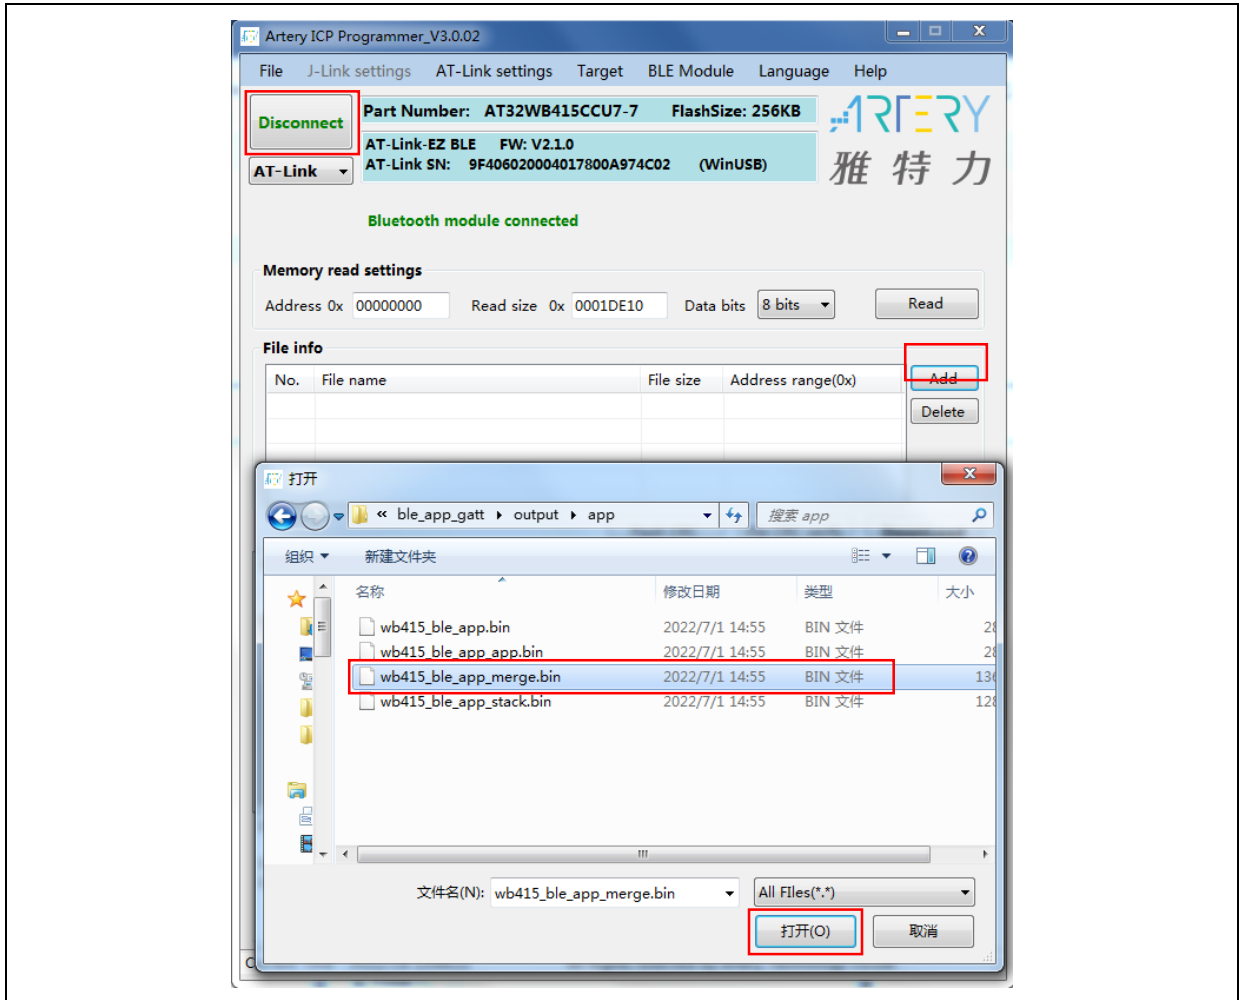 Artery ICP Programmer_V3.0.02
File J-Link settings AT-Link settings Target BLE Module Language Help
Disconnect
Part Number: AT32WB415CCU7-7 FlashSize: 256KB
ARTERY
AT-Link-EZ BLE FW: V2.1.0
AT-Link
AT-Link SN: 9F406020004017800A974C02 (WinUSB)
雅特力
Bluetooth module connected
Memory read settings
Address 0x 00000000 Read size 0x 0001DE10 Data bits 8 bits Read
File info
No. File name File size Address range(0x) Add
Delete
打开
« ble_app_gatt output app 搜索 app
组织 新建文件夹
名称 修改日期 类型 大小
wb415_ble_app.bin 2022/7/1 14:55 BIN 文件 28
wb415_ble_app_app.bin 2022/7/1 14:55 BIN 文件 28
wb415_ble_app_merge.bin 2022/7/1 14:55 BIN 文件 136
wb415_ble_app_stack.bin 2022/7/1 14:55 BIN 文件 128
文件名(N): wb415_ble_app_merge.bin All FIles(*.*)
打开(O) 取消